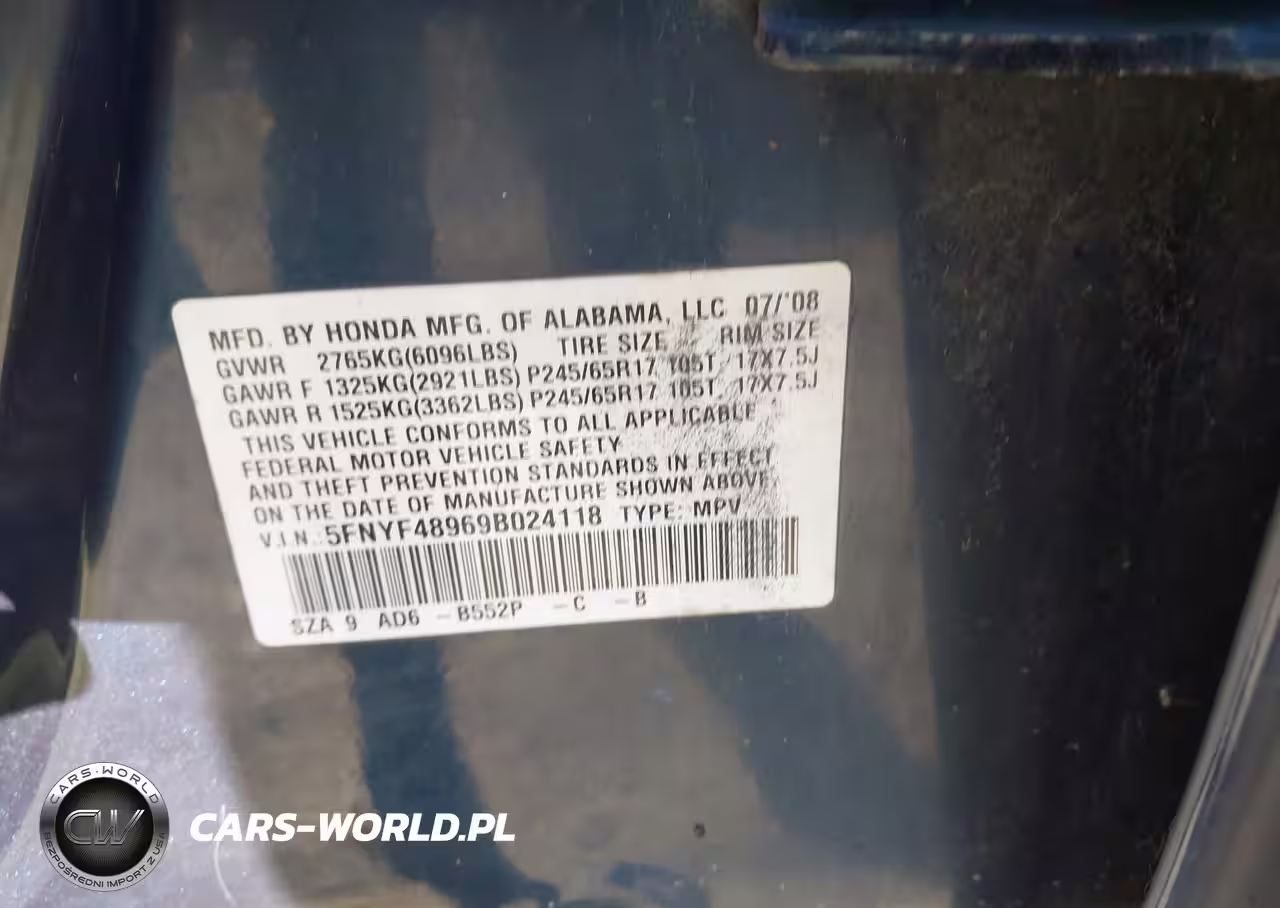 MFD. BY HONDA MFG. OF ALABAMA, LLC 07/'08
GVWR 2765KG(6096LBS) TIRE SIZE RIM SIZE
GAWR F 1325KG(2921LBS) P245/65R17 105T 17X7.5J
GAWR R 1525KG(3362LBS) P245/65R17 105T 17X7.5J
THIS VEHICLE CONFORMS TO ALL APPLICABLE
FEDERAL MOTOR VEHICLE SAFETY
AND THEFT PREVENTION STANDARDS IN EFFECT
ON THE DATE OF MANUFACTURE SHOWN ABOVE
V.I.N.: 5FNYF48969B024118 TYPE: MPV
SZA 9 AD6 -B552P -C -B
CARS-WORLD
CW
BEZPOŚREDNI IMPORT Z USA
CARS-WORLD.PL